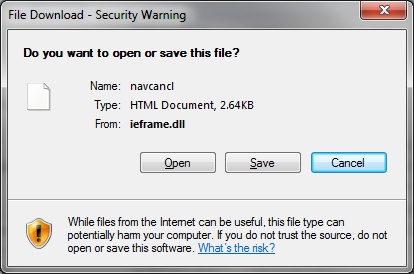 File Download - Security Warning
Do you want to open or save this file?
Name: navcancl
Type: HTML Document, 2.64KB
From: ieframe.dll
Open Save Cancel
While files from the Internet can be useful, this file type can
potentially harm your computer. If you do not trust the source, do not
open or save this software. What's the risk?